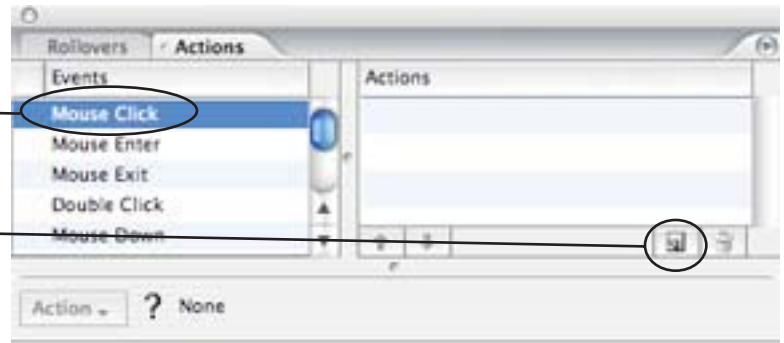 Rollovers Actions
Events Actions
Mouse Click
Mouse Enter
Mouse Exit
Double Click
Mouse Down
Action ? None